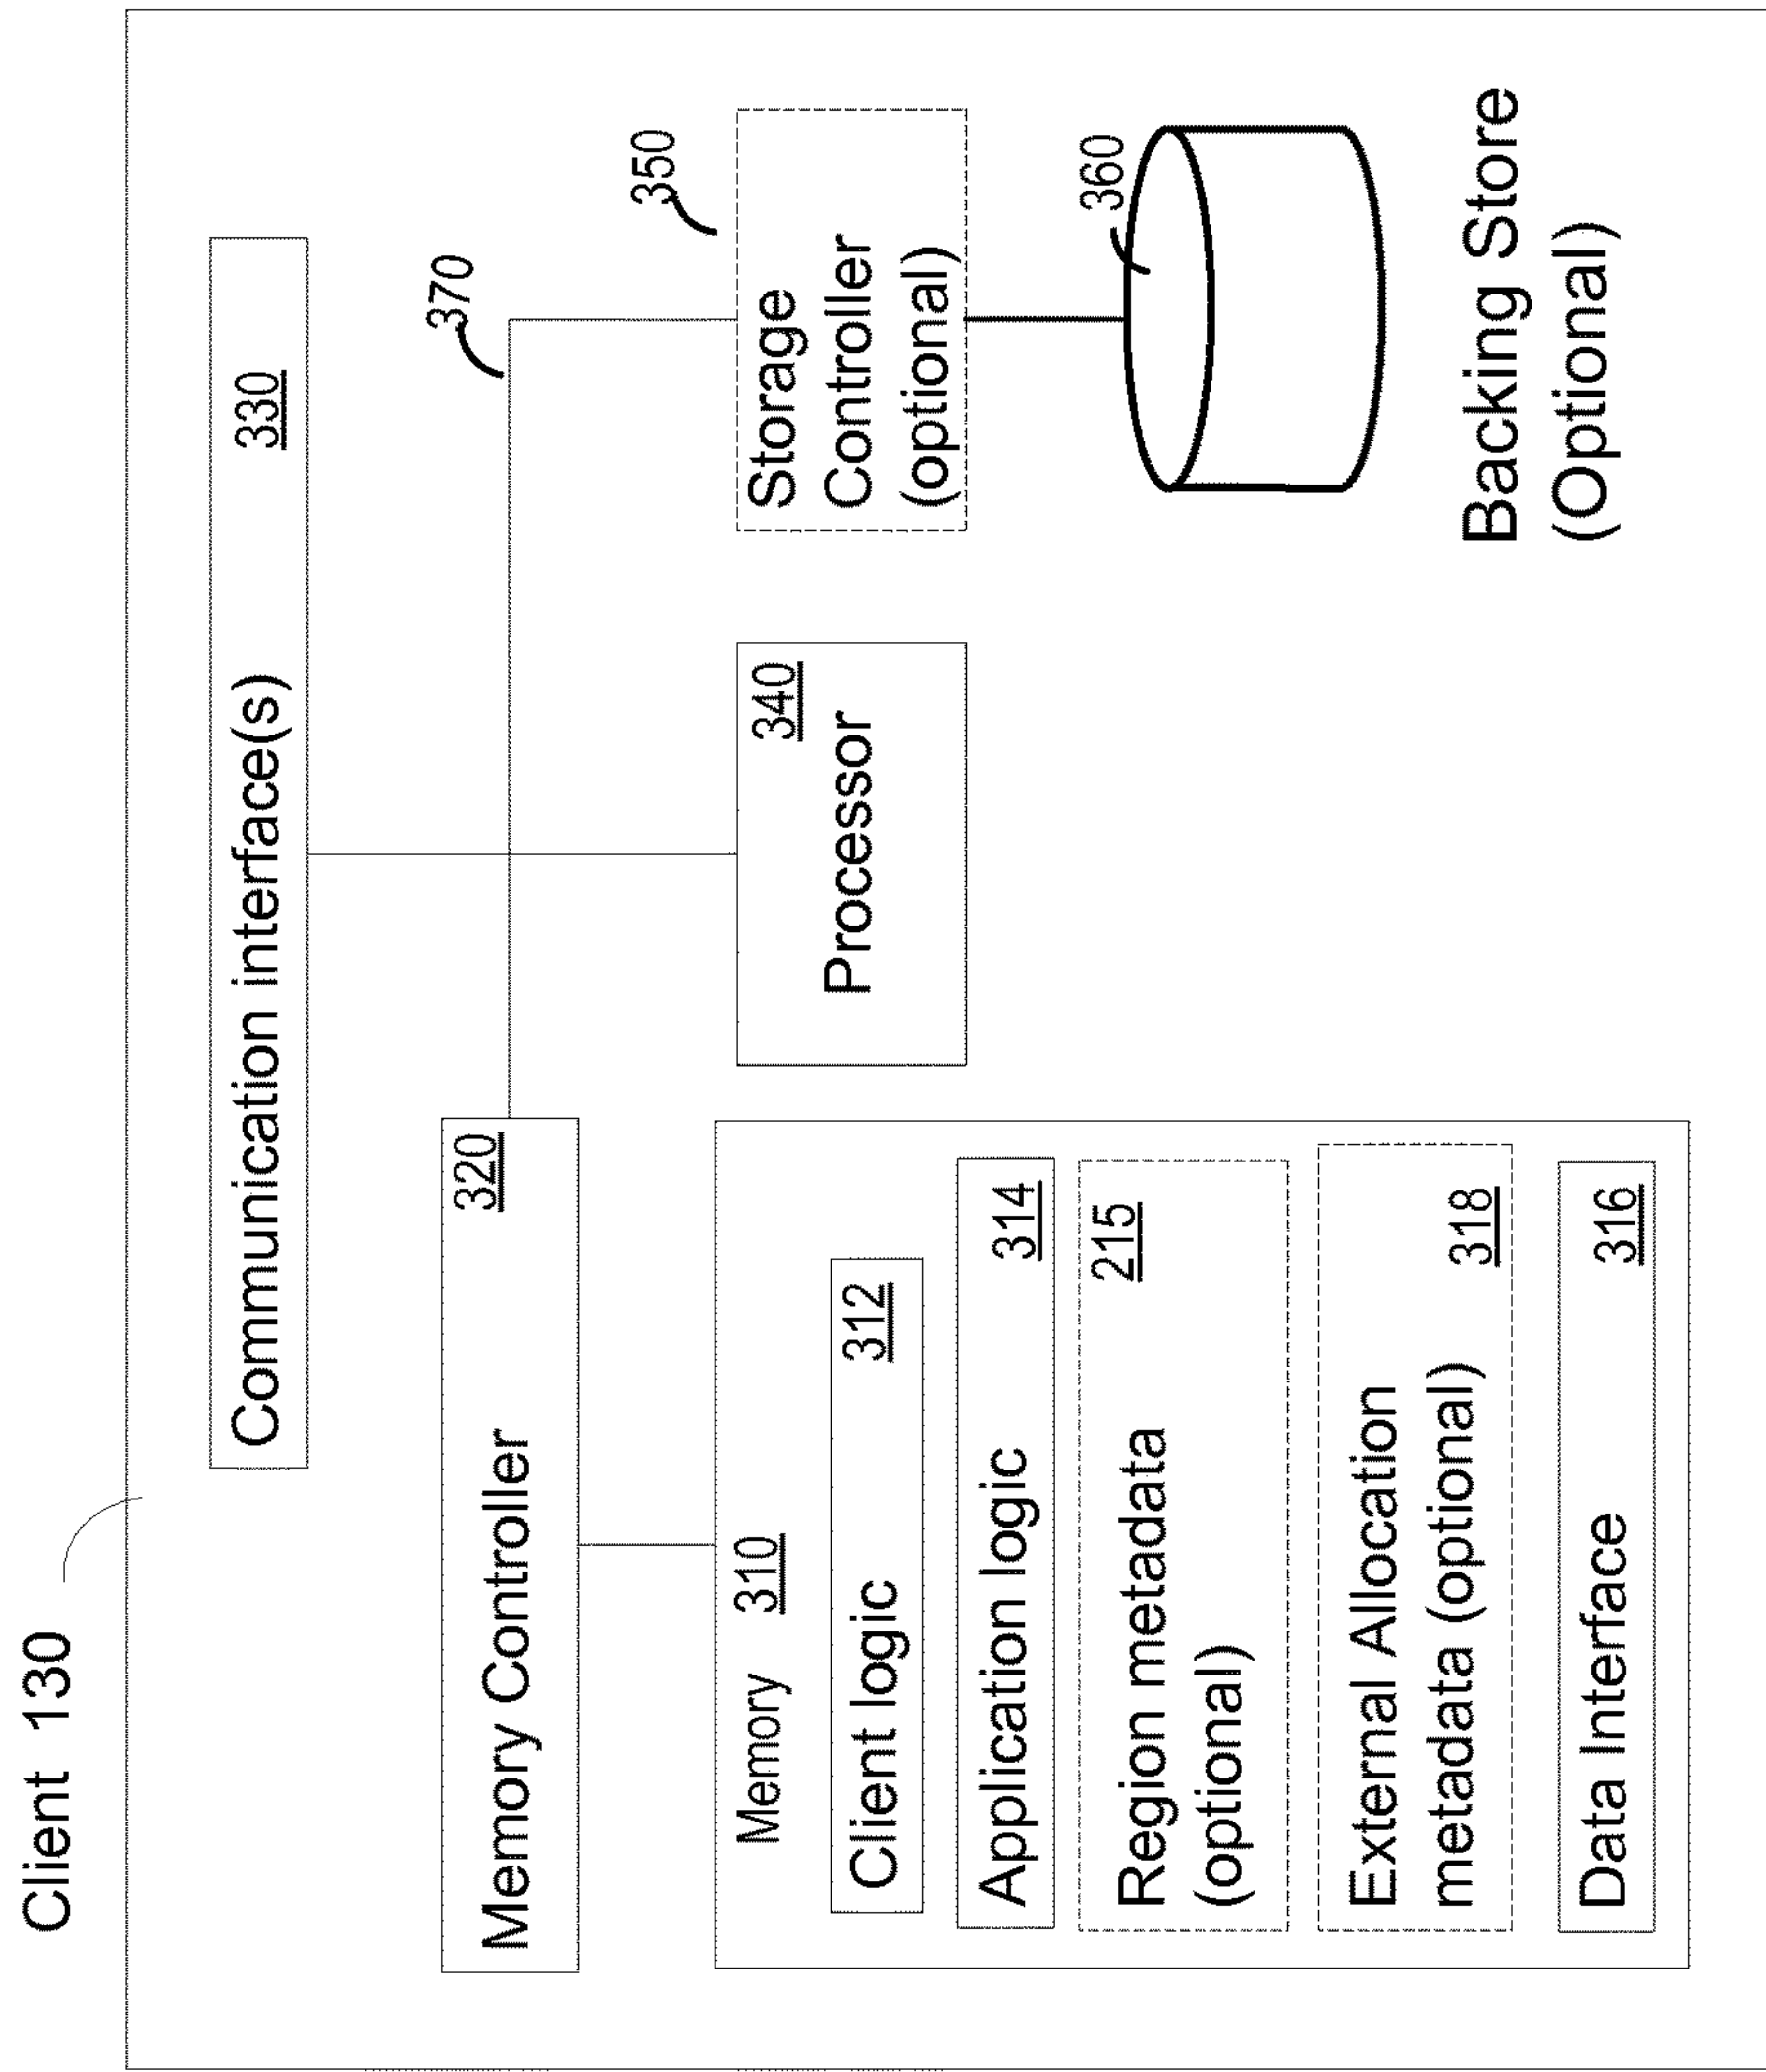 Client 130
Communication interface(s) 330
370
Memory Controller 320
350
Storage
Controller
(optional)
340
Processor
360
Backing Store
(Optional)
Memory 310
Client logic 312
Application logic 314
Region metadata 215
(optional)
External Allocation
metadata (optional) 318
Data Interface 316